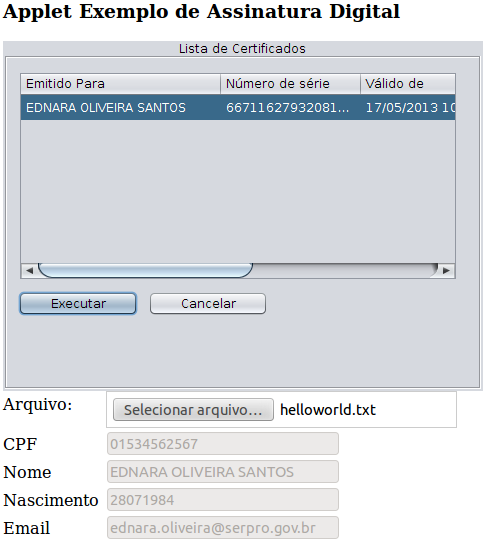 Applet Exemplo de Assinatura Digital
Lista de Certificados
Emitido Para Número de série Válido de
EDNARA OLIVEIRA SANTOS 66711627932081... 17/05/2013 10
Executar Cancelar
Arquivo: Selecionar arquivo... helloworld.txt
CPF 01534562567
Nome EDNARA OLIVEIRA SANTOS
Nascimento 28071984
Email ednara.oliveira@serpro.gov.br